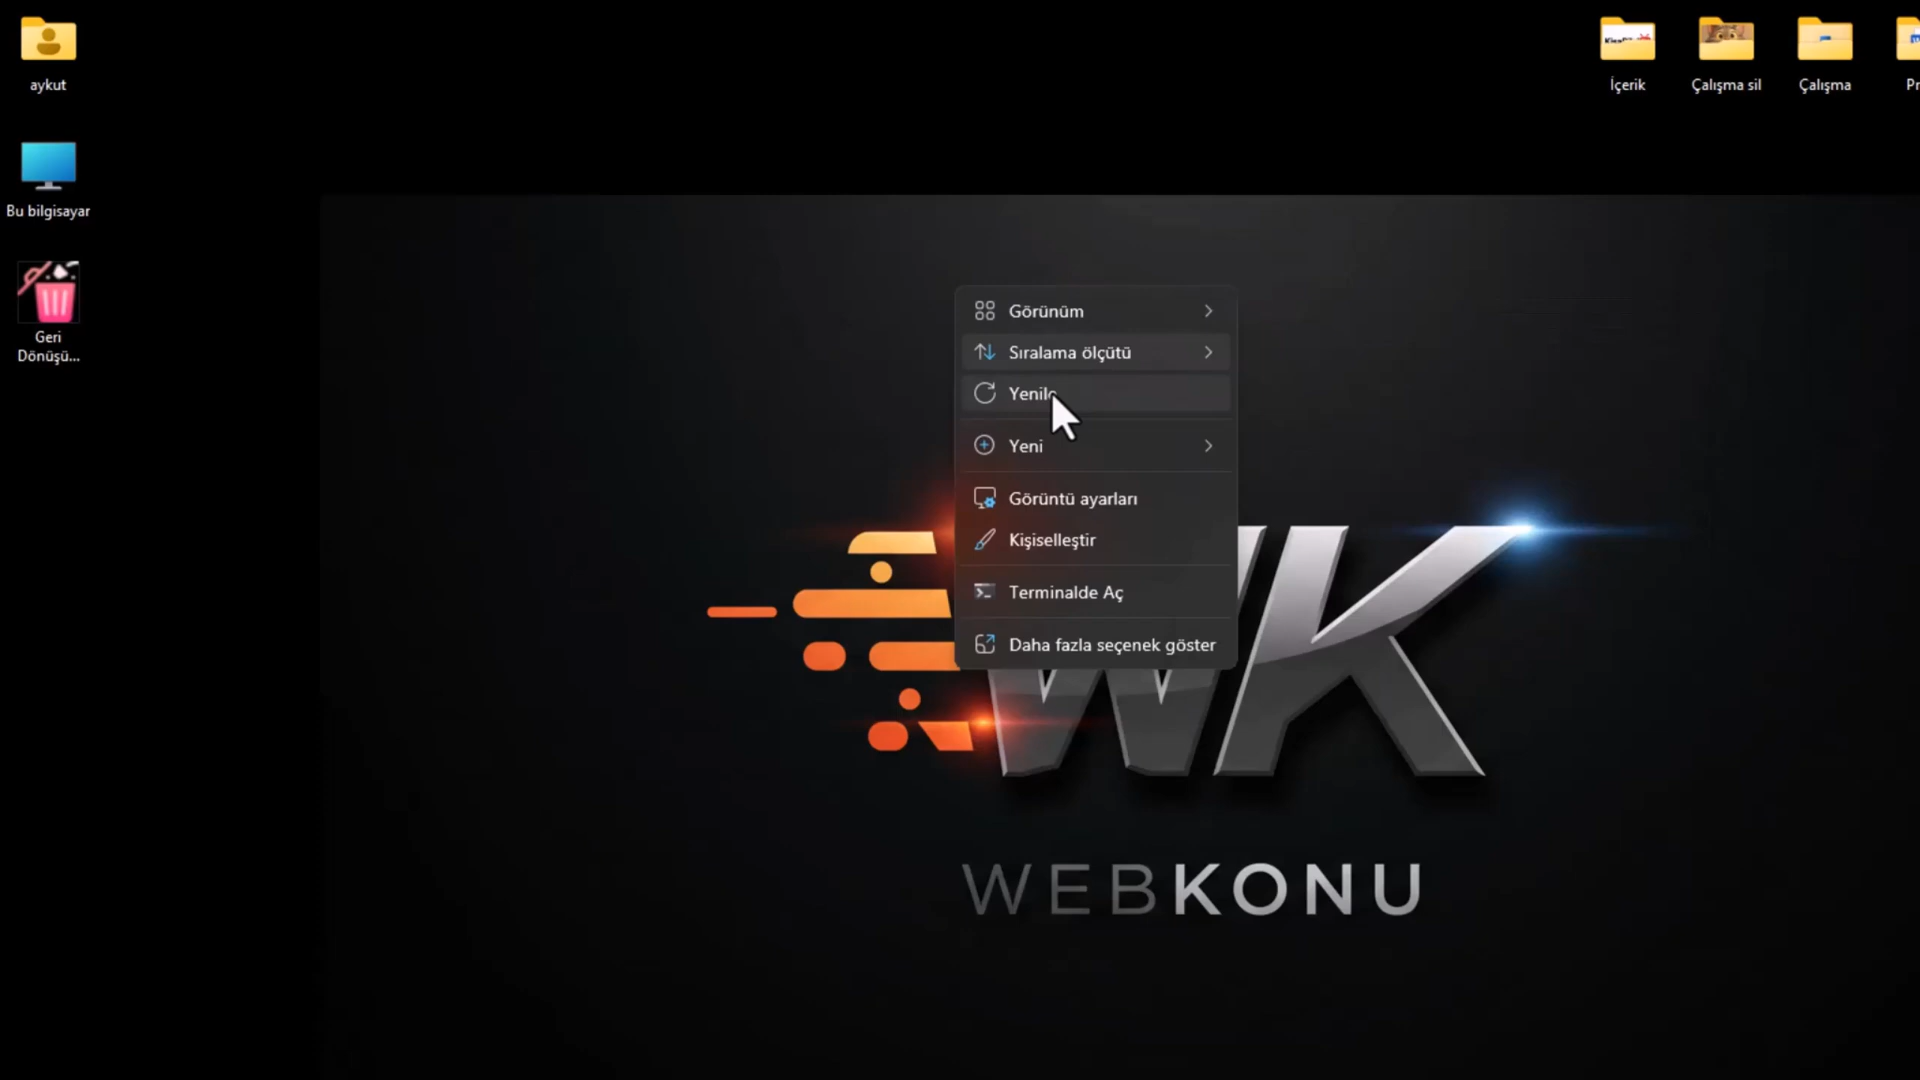 aykut
Bu bilgisayar
Geri
Dönüşü...
İçerik
Çalışma sil
Çalışma
Görünüm
Sıralama ölçütü
Yenile
Yeni
Görüntü ayarları
Kişiselleştir
Terminalde Aç
Daha fazla seçenek göster
WK
WEBKONU